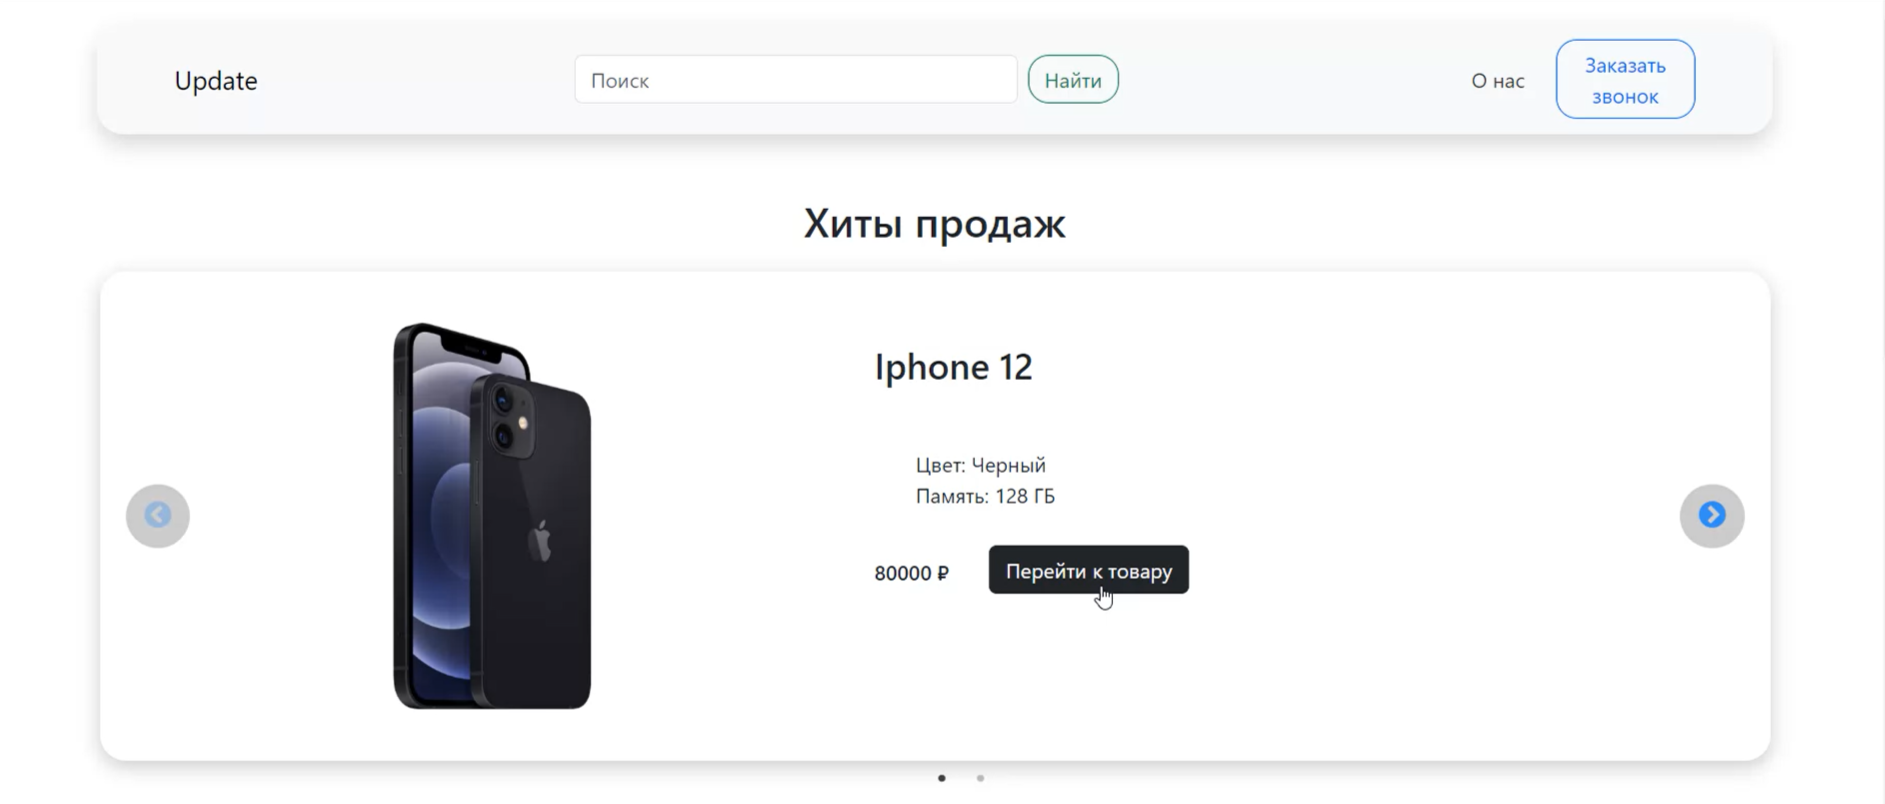 Update
Поиск
Найти
О нас
Заказать
звонок
Хиты продаж
Iphone 12
Цвет: Черный
Память: 128 ГБ
80000 ₽
Перейти к товару